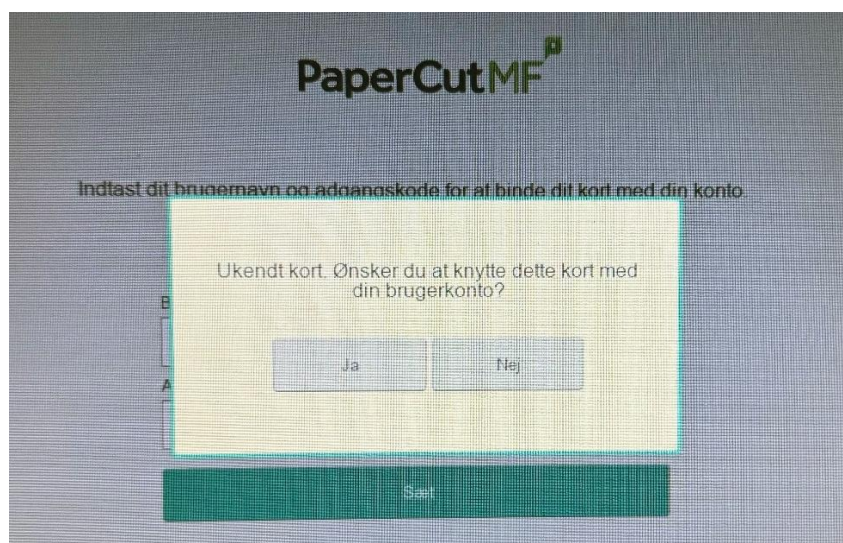 PaperCutMF
Indtast dit brugernavn og adgangskode for at binde dit kort med din konto.
Ukendt kort. Ønsker du at knytte dette kort med
din brugerkonto?
B
Ja
Nej
A
Sæt